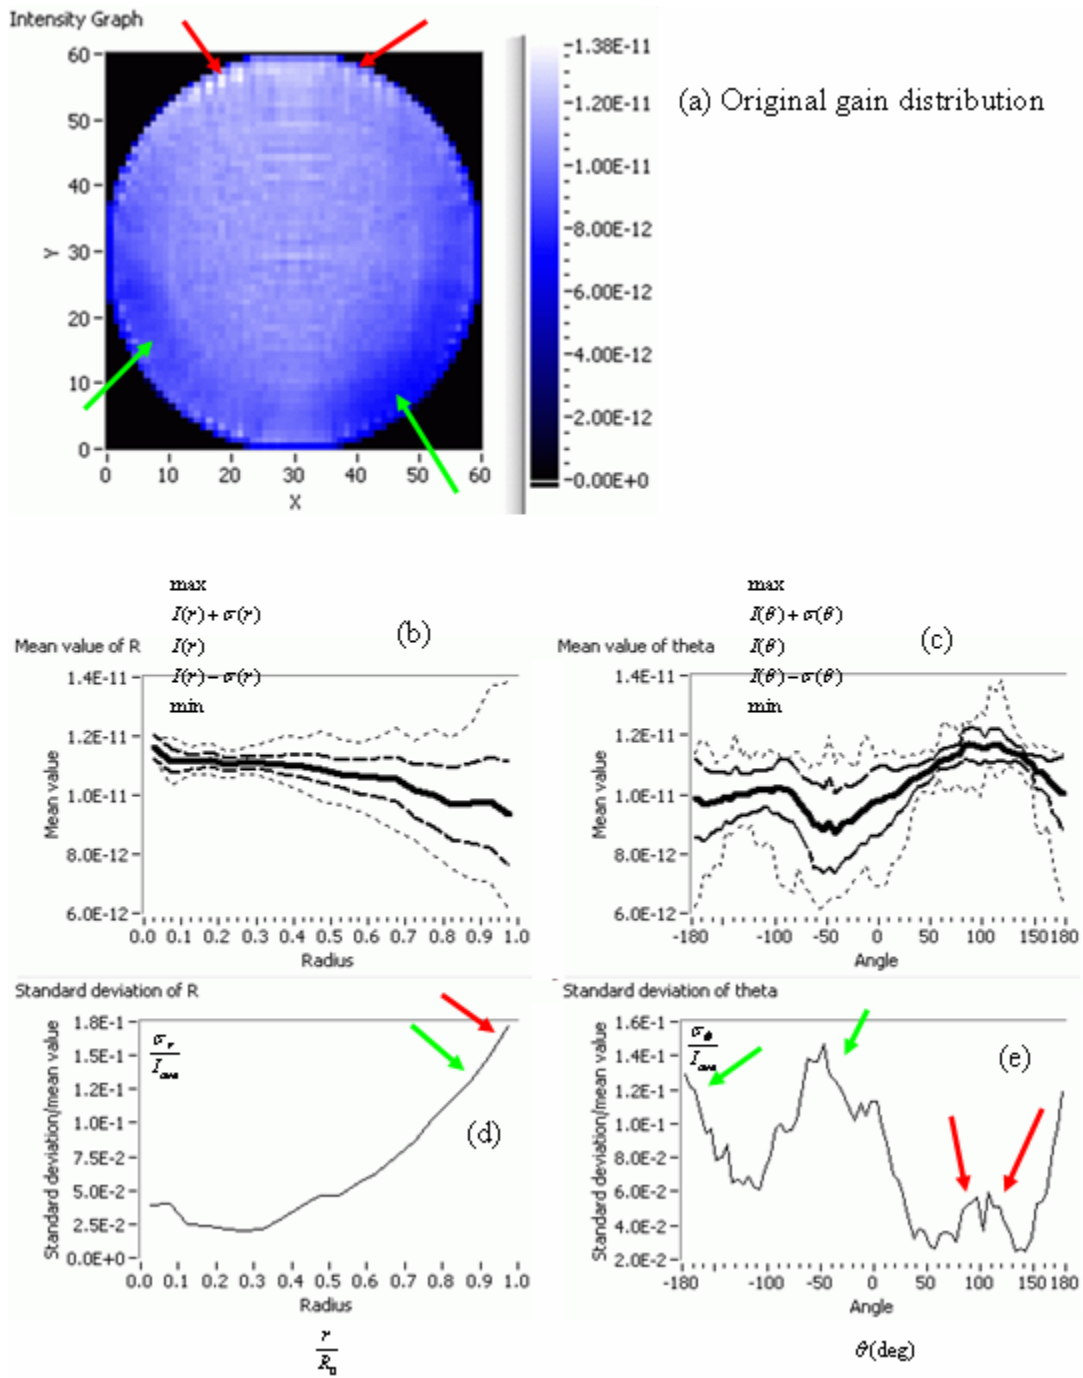 Intensity Graph
(a) Original gain distribution
60
50
40
30
20
10
0
Y
0 10 20 30 40 50 60
X
1.38E-11
1.20E-11
1.00E-11
8.00E-12
6.00E-12
4.00E-12
2.00E-12
0.00E+0
max
I(r)+σ(r)
I(r)
I(r)−σ(r)
min
(b)
Mean value of R
1.4E-11
1.2E-11
1.0E-11
8.0E-12
6.0E-12
Mean value
0.0 0.1 0.2 0.3 0.4 0.5 0.6 0.7 0.8 0.9 1.0
Radius
max
I(θ)+σ(θ)
I(θ)
I(θ)−σ(θ)
min
(c)
Mean value of theta
1.4E-11
1.2E-11
1.0E-11
8.0E-12
6.0E-12
Mean value
-180 -100 -50 0 50 100 150 180
Angle
Standard deviation of R
1.8E-1
1.5E-1
1.3E-1
1.0E-1
7.5E-2
5.0E-2
2.5E-2
0.0E+0
Standard deviation/mean value
σr
Iave
(d)
0.0 0.1 0.2 0.3 0.4 0.5 0.6 0.7 0.8 0.9 1.0
Radius
r
R0
Standard deviation of theta
1.6E-1
1.4E-1
1.2E-1
1.0E-1
8.0E-2
6.0E-2
4.0E-2
2.0E-2
Standard deviation/mean value
σθ
Iave
(e)
-180 -100 -50 0 50 100 150 180
Angle
θ(deg)